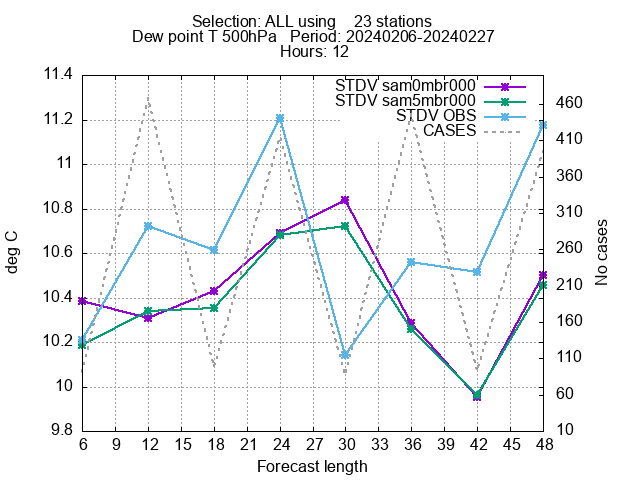 Selection: ALL using    23 stations
Dew point T 500hPa   Period: 20240206-20240227
Hours: 12
STDV sam0mbr000
STDV sam5mbr000
STDV OBS
CASES
11.4
11.2
11
10.8
10.6
10.4
10.2
10
9.8
deg C
460
410
360
310
260
210
160
110
60
10
No cases
6 9 12 15 18 21 24 27 30 33 36 39 42 45 48
Forecast length